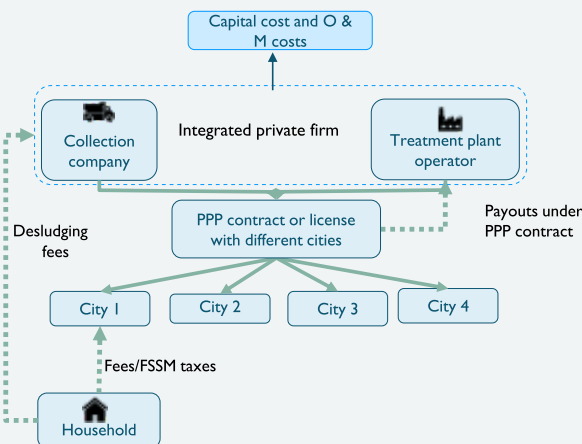 Capital cost and O &
M costs
Integrated private firm
Collection
company
Treatment plant
operator
PPP contract or license
with different cities
Payouts under
PPP contract
Desludging
fees
City 1
City 2
City 3
City 4
Fees/FSSM taxes
Household